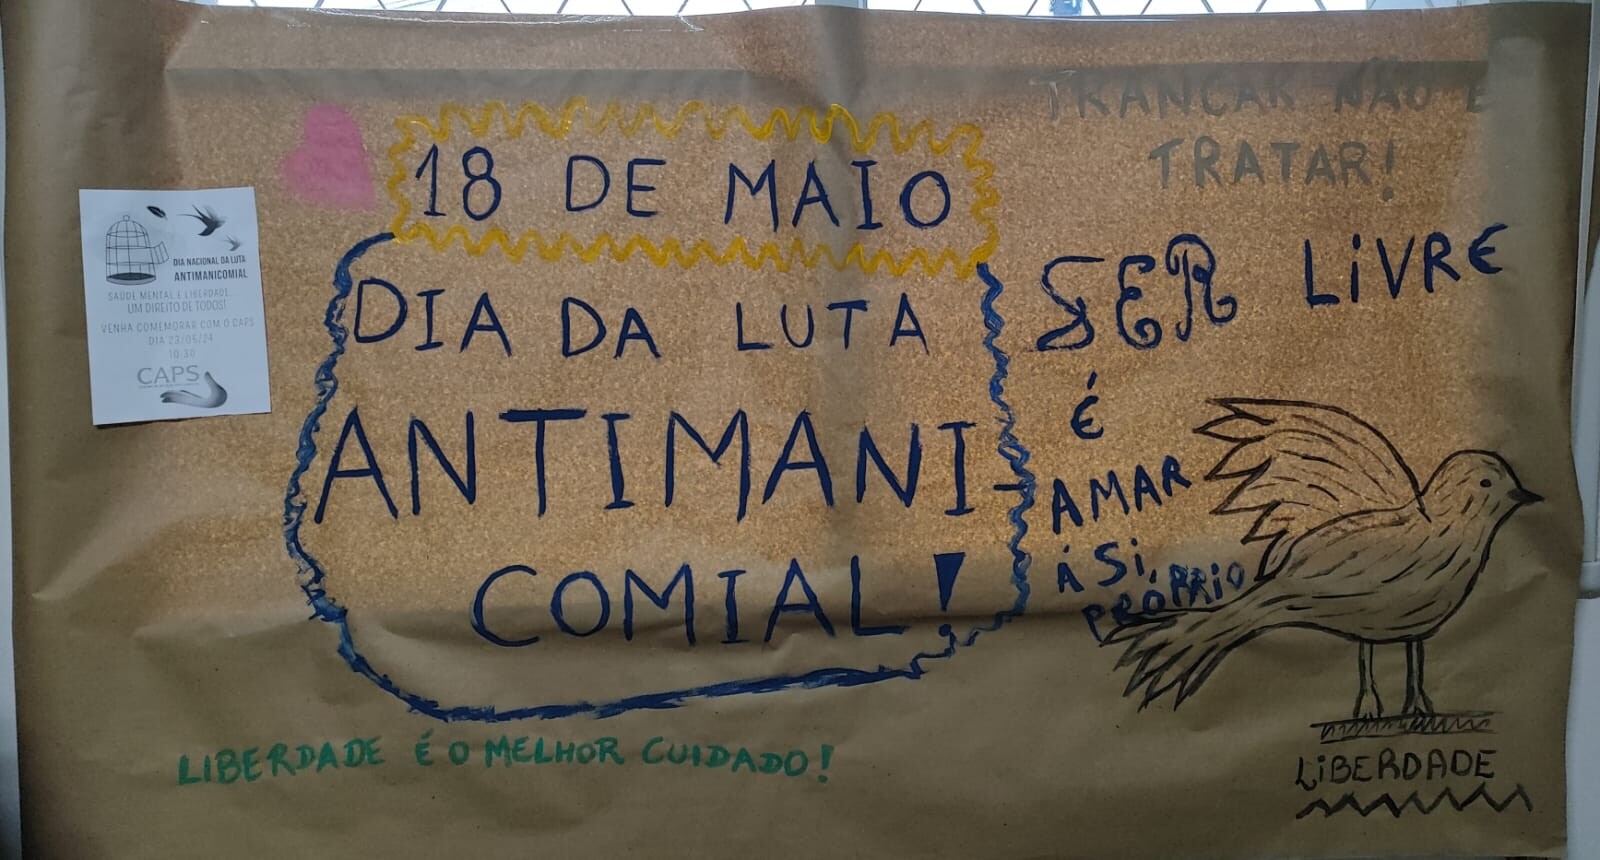 18 DE MAIO
DIA DA LUTA
ANTIMANI-
COMIAL!
TRANCAR NÃO É
TRATAR!
SER LiVRE
É
AMAR
Á Si
PRÓPRIO
LiBERDADE
LIBERDADE É O MELHOR CUIDADO!
DIA NACIONAL DA LUTA
ANTIMANICOMIAL
SAÚDE MENTAL É LIBERDADE...
UM DIREITO DE TODOS!
VENHA COMEMORAR COM O CAPS
DIA 23/05/24
10:30
CAPS